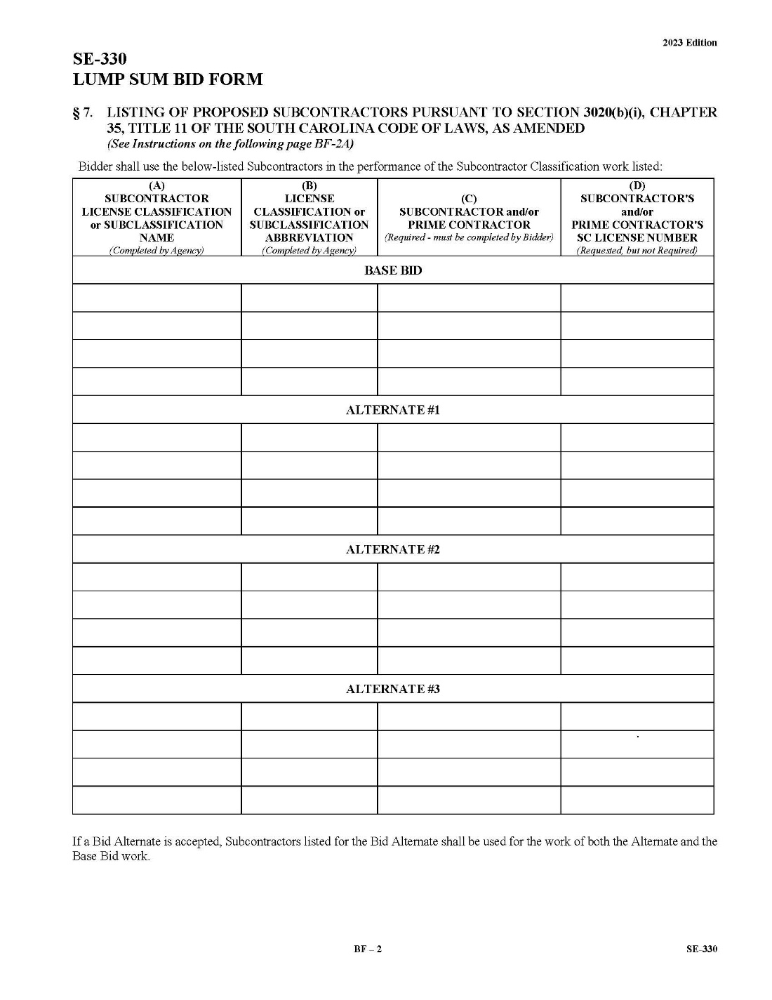 2023 Edition
SE-330
LUMP SUM BID FORM
§ 7. LISTING OF PROPOSED SUBCONTRACTORS PURSUANT TO SECTION 3020(b)(i), CHAPTER
35, TITLE 11 OF THE SOUTH CAROLINA CODE OF LAWS, AS AMENDED
(See Instructions on the following page BF-2A)
Bidder shall use the below-listed Subcontractors in the performance of the Subcontractor Classification work listed:
(A)
SUBCONTRACTOR
LICENSE CLASSIFICATION
or SUBCLASSIFICATION
NAME
(Completed by Agency)
(B)
LICENSE
CLASSIFICATION or
SUBCLASSIFICATION
ABBREVIATION
(Completed by Agency)
(C)
SUBCONTRACTOR and/or
PRIME CONTRACTOR
(Required - must be completed by Bidder)
(D)
SUBCONTRACTOR'S
and/or
PRIME CONTRACTOR'S
SC LICENSE NUMBER
(Requested, but not Required)
BASE BID
ALTERNATE #1
ALTERNATE #2
ALTERNATE #3
If a Bid Alternate is accepted, Subcontractors listed for the Bid Alternate shall be used for the work of both the Alternate and the
Base Bid work.
BF – 2
SE-330